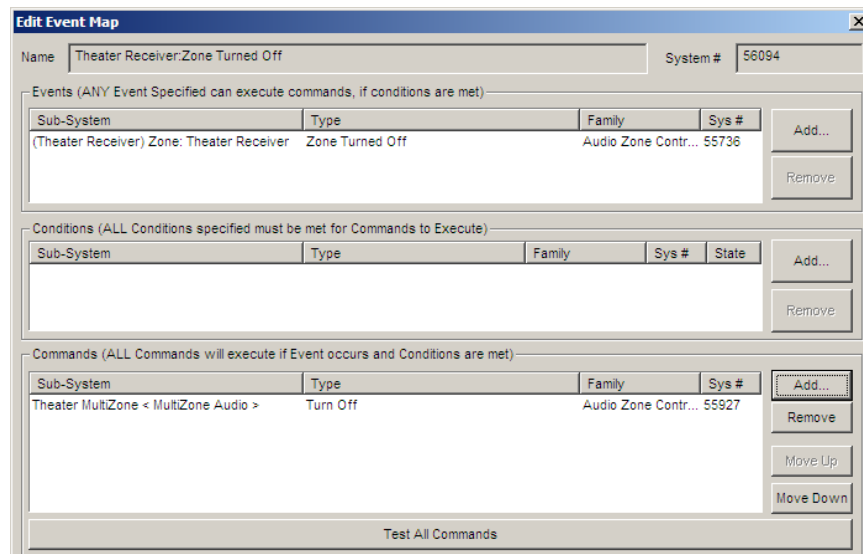 Edit Event Map
Name Theater Receiver:Zone Turned Off System # 56094
Events (ANY Event Specified can execute commands, if conditions are met)
Sub-System Type Family Sys # Add...
(Theater Receiver) Zone: Theater Receiver Zone Turned Off Audio Zone Contr... 55736
Remove
Conditions (ALL Conditions specified must be met for Commands to Execute)
Sub-System Type Family Sys # State Add...
Remove
Commands (ALL Commands will execute if Event occurs and Conditions are met)
Sub-System Type Family Sys # Add...
Theater MultiZone < MultiZone Audio > Turn Off Audio Zone Contr... 55927
Remove
Move Up
Move Down
Test All Commands